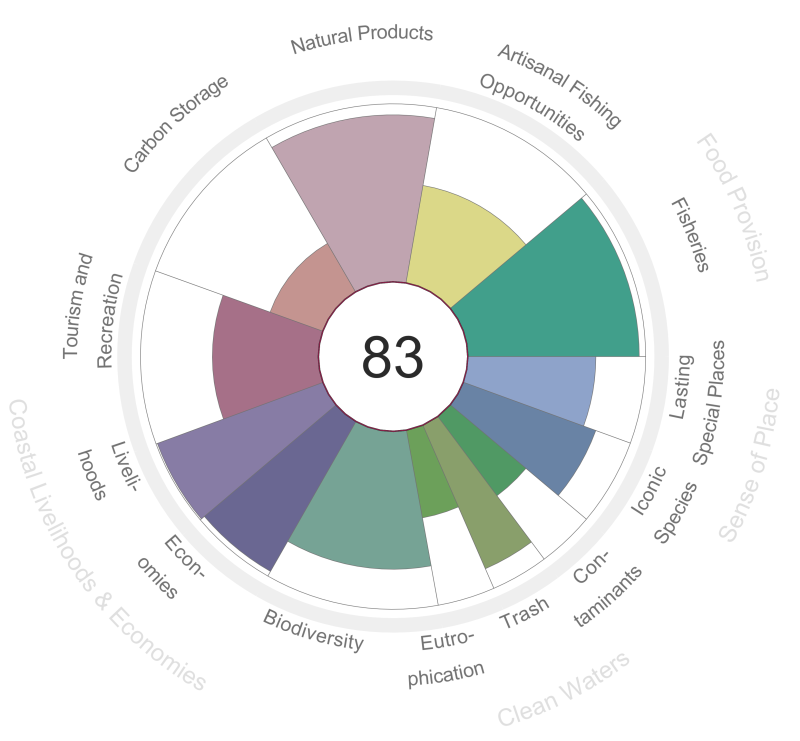 Natural Products
Artisanal Fishing
Opportunities
Carbon Storage
Food Provision
Fisheries
Tourism and
Recreation
83
Lasting
Special Places
Sense of Place
Coastal Livelihoods & Economies
Liveli-
hoods
Iconic
Species
Econ-
omies
Con-
taminants
Biodiversity
Trash
Eutro-
phication
Clean Waters